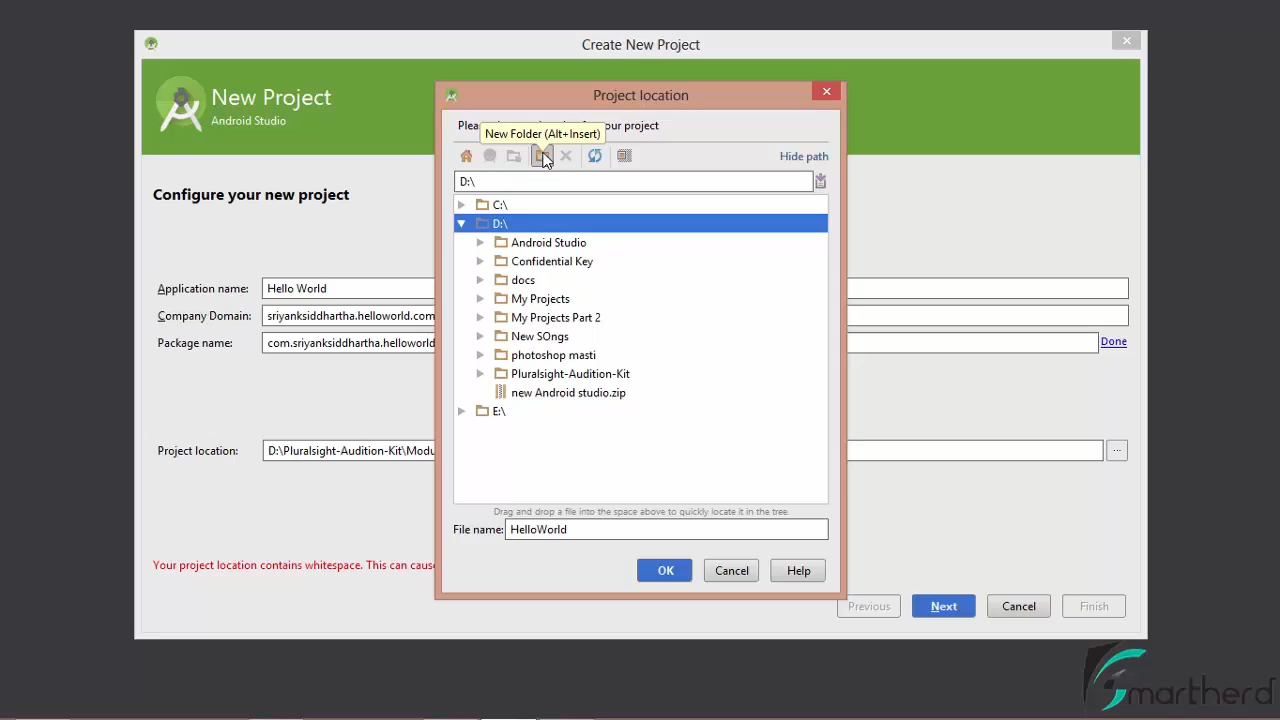 Create New Project
New Project
Android Studio
Configure your new project
Application name: Hello World
Company Domain: sriyanksiddhartha.helloworld.com
Package name: com.sriyanksiddhartha.helloworld
Done
Project location: D:\Pluralsight-Audition-Kit\Modu
...
Your project location contains whitespace. This can cause
Previous Next Cancel Finish
Project location
your project
New Folder (Alt+Insert)
Hide path
D:\
C:\
D:\
Android Studio
Confidential Key
docs
My Projects
My Projects Part 2
New SOngs
photoshop masti
Pluralsight-Audition-Kit
new Android studio.zip
E:\
Drag and drop a file into the space above to quickly locate it in the tree.
File name: HelloWorld
OK Cancel Help
Smartherd